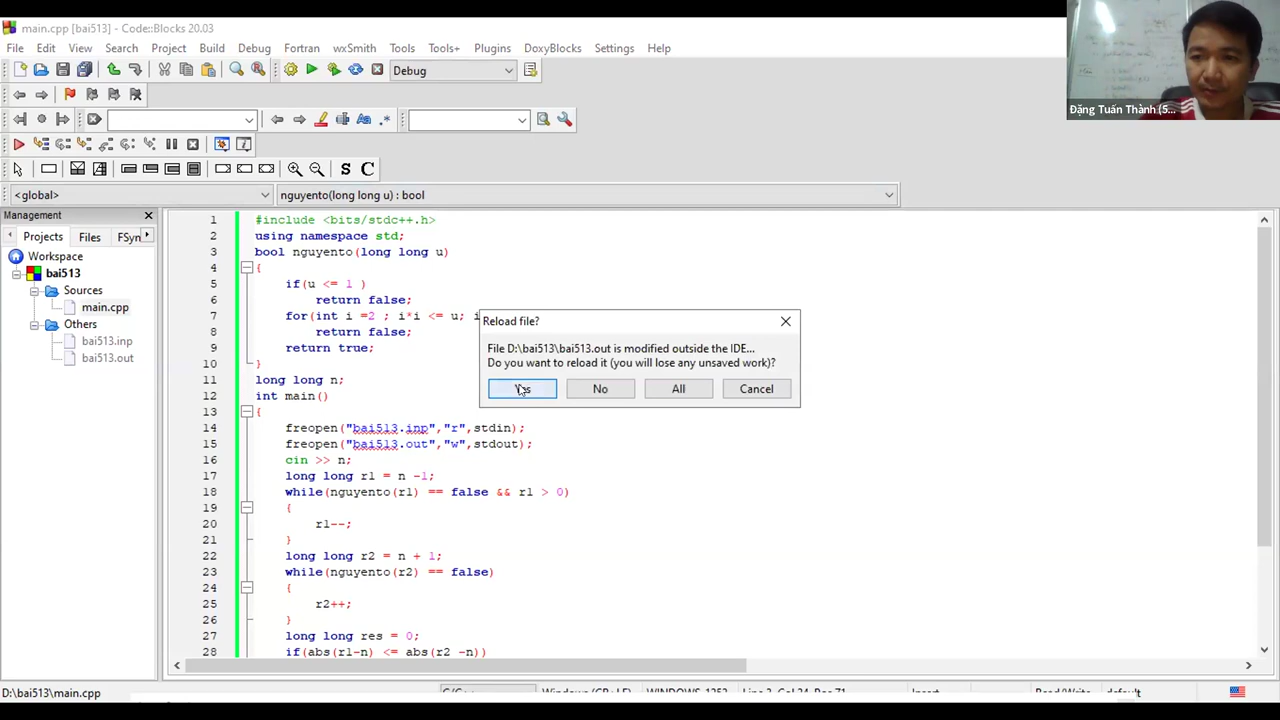 main.cpp [bai513] - Code::Blocks 20.03
File Edit View Search Project Build Debug Fortran wxSmith Tools Tools+ Plugins DoxyBlocks Settings Help
Debug
Đặng Tuấn Thành (5...
S C
<global>
nguyento(long long u) : bool
Management
Projects Files FSyn
Workspace
bai513
Sources
main.cpp
Others
bai513.inp
bai513.out
1 #include <bits/stdc++.h>
2 using namespace std;
3 bool nguyento(long long u)
4 {
5 if(u <= 1 )
6 return false;
7 for(int i =2 ; i*i <= u; i
8 return false;
9 return true;
10 }
11 long long n;
12 int main()
13 {
14 freopen("bai513.inp","r",stdin);
15 freopen("bai513.out","w",stdout);
16 cin >> n;
17 long long r1 = n -1;
18 while(nguyento(r1) == false && r1 > 0)
19 {
20 r1--;
21 }
22 long long r2 = n + 1;
23 while(nguyento(r2) == false)
24 {
25 r2++;
26 }
27 long long res = 0;
28 if(abs(r1-n) <= abs(r2 -n))
Reload file?
File D:\bai513\bai513.out is modified outside the IDE...
Do you want to reload it (you will lose any unsaved work)?
Yes No All Cancel
D:\bai513\main.cpp
default